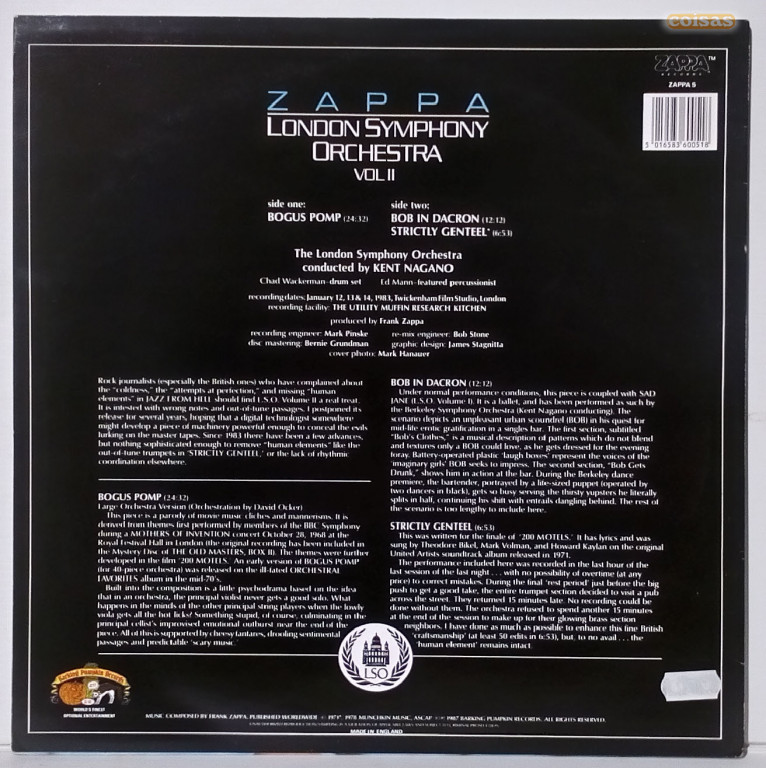 coisas
ZAPPA™
RECORDS
ZAPPA 5
5 016583 600518
ZAPPA
LONDON SYMPHONY
ORCHESTRA
VOL II
side one:
BOGUS POMP (24:32)
side two:
BOB IN DACRON (12:12)
STRICTLY GENTEEL* (6:53)
The London Symphony Orchestra
conducted by KENT NAGANO
Chad Wackerman-drum set Ed Mann-featured percussionist
recording dates: January 12, 13 & 14, 1983, Twickenham Film Studio, London
recording facility: THE UTILITY MUFFIN RESEARCH KITCHEN
produced by Frank Zappa
recording engineer: Mark Pinske re-mix engineer: Bob Stone
disc mastering: Bernie Grundman graphic design: James Stagnitta
cover photo: Mark Hanauer
Rock journalists (especially the British ones) who have complained about
the "coldness," the "attempts at perfection," and missing "human
elements" in JAZZ FROM HELL should find L.S.O. Volume II a real treat.
It is infested with wrong notes and out-of-tune passages. I postponed its
release for several years, hoping that a digital technologist somewhere
might develop a piece of machinery powerful enough to conceal the evils
lurking on the master tapes. Since 1983 there have been a few advances,
but nothing sophisticated enough to remove "human elements" like the
out-of-tune trumpets in 'STRICTLY GENTEEL,' or the lack of rhythmic
coordination elsewhere.
BOGUS POMP (24:32)
Large Orchestra Version (Orchestration by David Ocker)
This piece is a parody of movie music cliches and mannerisms. It is
derived from themes first performed by members of the BBC Symphony
during a MOTHERS OF INVENTION concert October 28, 1968 at the
Royal Festival Hall in London (the original recording has been included in
the Mystery Disc of THE OLD MASTERS, BOX II). The themes were further
developed in the film '200 MOTELS.' An early version of BOGUS POMP
(for 40-piece orchestra) was released on the ill-fated ORCHESTRAL
FAVORITES album in the mid-70's.
Built into the composition is a little psychodrama based on the idea
that in an orchestra, the principal violist never gets a good solo. What
happens in the minds of the other principal string players when the lowly
viola gets all the hot licks? Something stupid, of course, culminating in the
principal cellist's improvised emotional outburst near the end of the
piece. All of this is supported by cheesy fanfares, drooling sentimental
passages and predictable 'scary music.'
BOB IN DACRON (12:12)
Under normal performance conditions, this piece is coupled with SAD
JANE (L.S.O. Volume I). It is a ballet, and has been performed as such by
the Berkeley Symphony Orchestra (Kent Nagano conducting). The
scenario depicts an unpleasant urban scoundrel (BOB) in his quest for
mid-life erotic gratification in a singles bar. The first section, subtitled
"Bob's Clothes," is a musical description of patterns which do not blend
and textures only a BOB could love, as he gets dressed for the evening
foray. Battery-operated plastic 'laugh boxes' represent the voices of the
'imaginary girls' BOB seeks to impress. The second section, "Bob Gets
Drunk," shows him in action at the bar. During the Berkeley dance
premiere, the bartender, portrayed by a life-sized puppet (operated by
two dancers in black), gets so busy serving the thirsty yupsters he literally
splits in half, continuing his shift with entrails dangling behind. The rest of
the scenario is too lengthy to include here.
STRICTLY GENTEEL (6:53)
This was written for the finale of '200 MOTELS.' It has lyrics and was
sung by Theodore Bikel, Mark Volman, and Howard Kaylan on the original
United Artists soundtrack album released in 1971.
The performance included here was recorded in the last hour of the
last session of the last night . . . with no possibility of overtime (at any
price) to correct mistakes. During the final 'rest period' just before the big
push to get a good take, the entire trumpet section decided to visit a pub
across the street. They returned 15 minutes late. No recording could be
done without them. The orchestra refused to spend another 15 minutes
at the end of the session to make up for their glowing brass section
neighbors. I have done as much as possible to enhance this fine British
'craftsmanship' (at least 50 edits in 6:53), but, to no avail . . . the
'human element' remains intact.
LSO
Barking Pumpkin Records
WORLD'S FINEST
OPTIONAL ENTERTAINMENT
MUSIC COMPOSED BY FRANK ZAPPA. PUBLISHED WORLDWIDE © 1971*, 1978 MUNCHKIN MUSIC, ASCAP 1987 BARKING PUMPKIN RECORDS. ALL RIGHTS RESERVED.
MADE IN ENGLAND